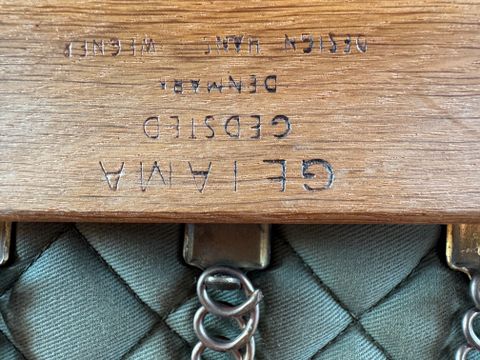 GETAMA
GEDSTED
DENMARK
DESIGN HANS WEGNER